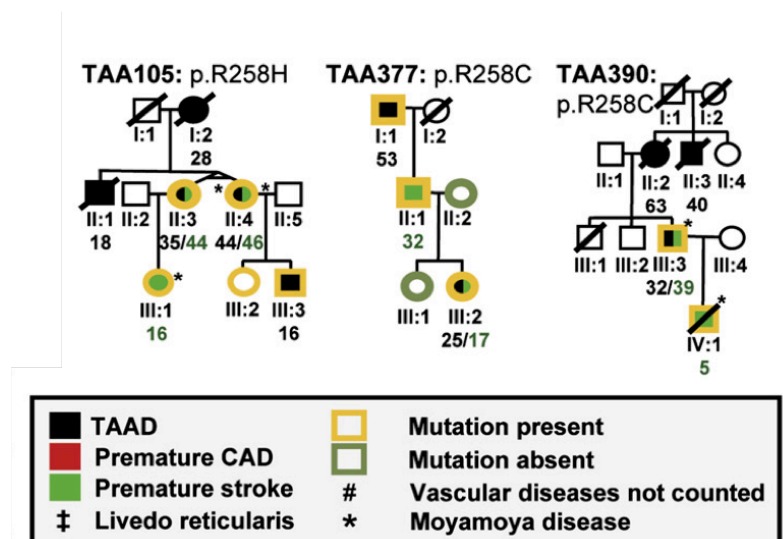 TAA105: p.R258H
I:1 I:2
28
* *
II:1 II:2 II:3 II:4 II:5
18 35/44 44/46
*
III:1 III:2 III:3
16 16
TAA377: p.R258C
I:1 I:2
53
II:1 II:2
32
III:1 III:2
25/17
TAA390:
p.R258C
I:1 I:2
II:1 II:2 II:3 II:4
63 40
*
III:1 III:2 III:3 III:4
32/39
*
IV:1
5
TAAD
Premature CAD
Premature stroke
‡ Livedo reticularis
Mutation present
Mutation absent
# Vascular diseases not counted
* Moyamoya disease